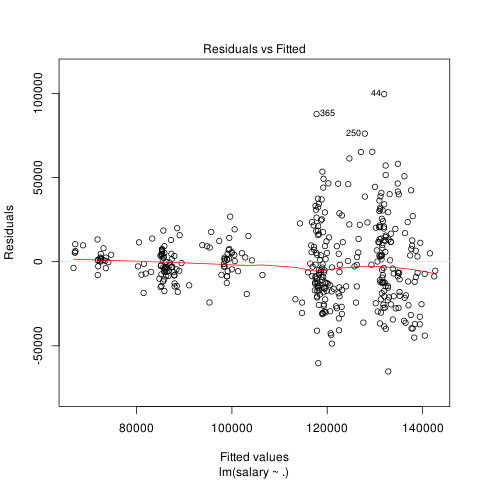 Residuals vs Fitted
Residuals
100000
50000
0
-50000
44
365
250
80000 100000 120000 140000
Fitted values
lm(salary ~ .)